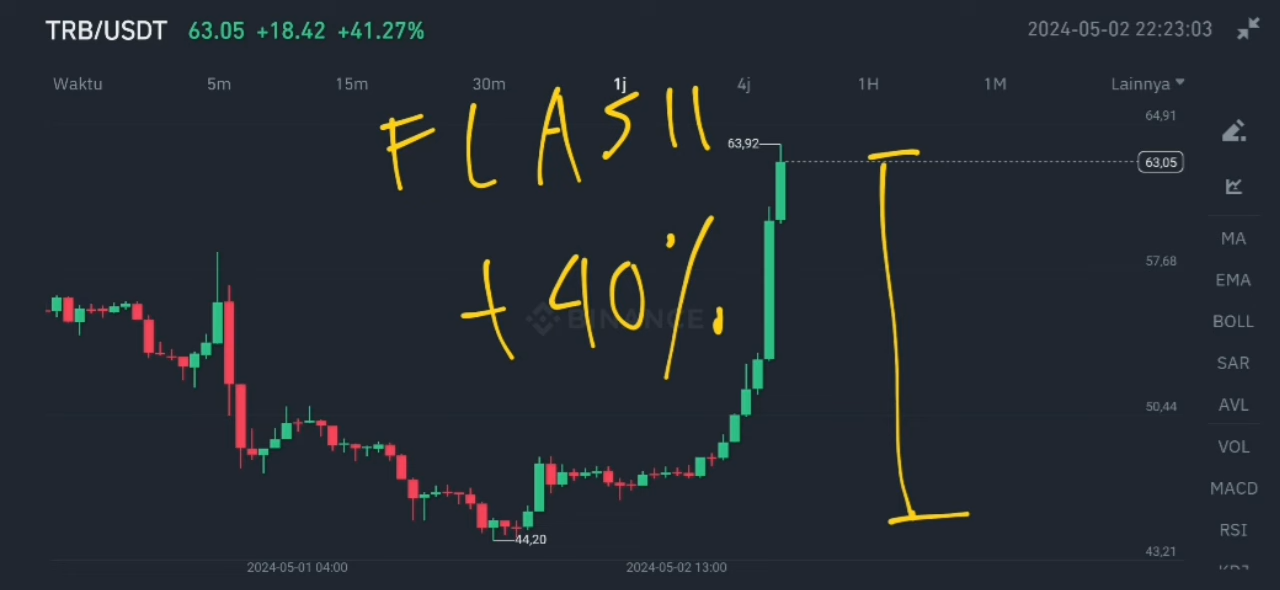 TRB/USDT 63.05 +18.42 +41.27% 2024-05-02 22:23:03
Waktu 5m 15m 30m 1j 4j 1H 1M Lainnya
64,91
FLASH
63,92
63,05
MA
57,68
EMA
+40%
BINANCE
BOLL
SAR
50,44
AVL
VOL
MACD
44,20
RSI
43,21
2024-05-01 04:00 2024-05-02 13:00